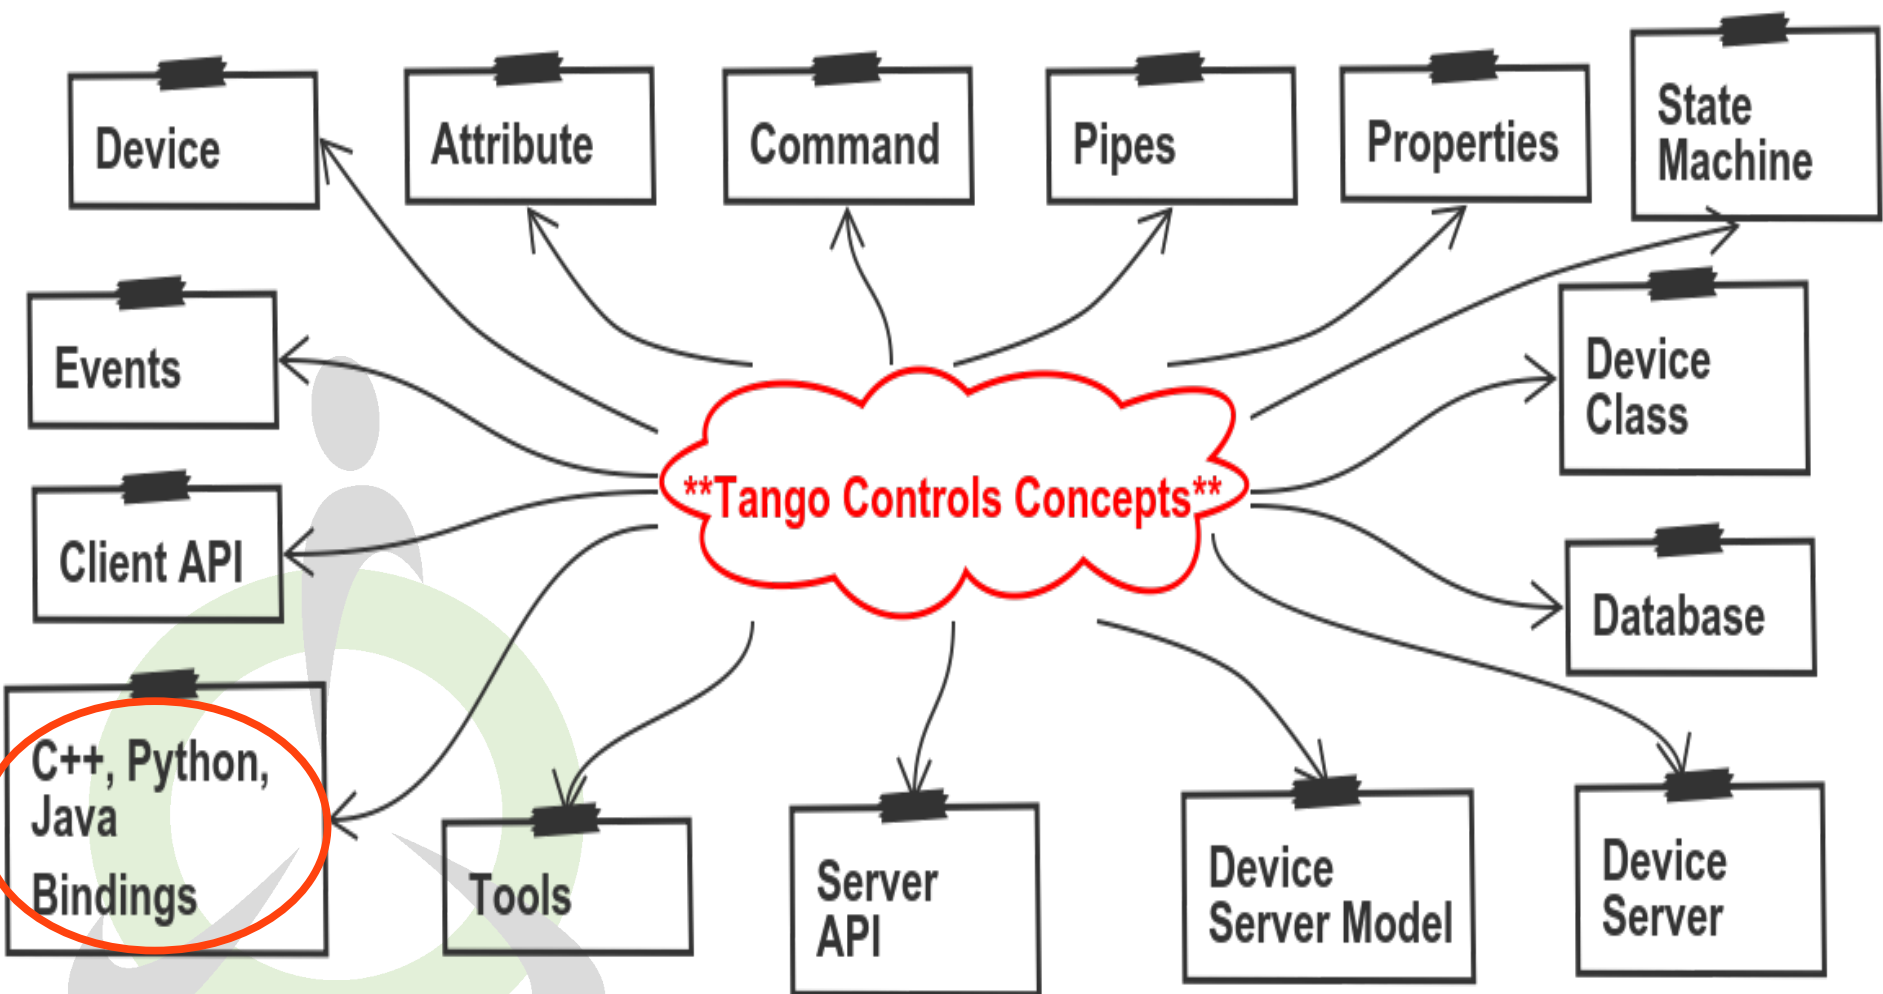 Device
Attribute
Command
Pipes
Properties
State
Machine
Events
Device
Class
**Tango Controls Concepts**
Client API
Database
C++, Python,
Java
Bindings
Tools
Server
API
Device
Server Model
Device
Server